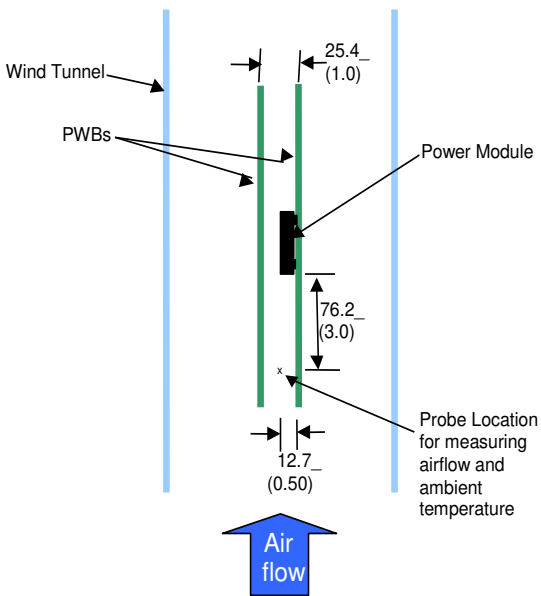 25.4_
(1.0)
Wind Tunnel
PWBs
Power Module
76.2_
(3.0)
x
Probe Location
for measuring
airflow and
ambient
temperature
12.7_
(0.50)
Air
flow